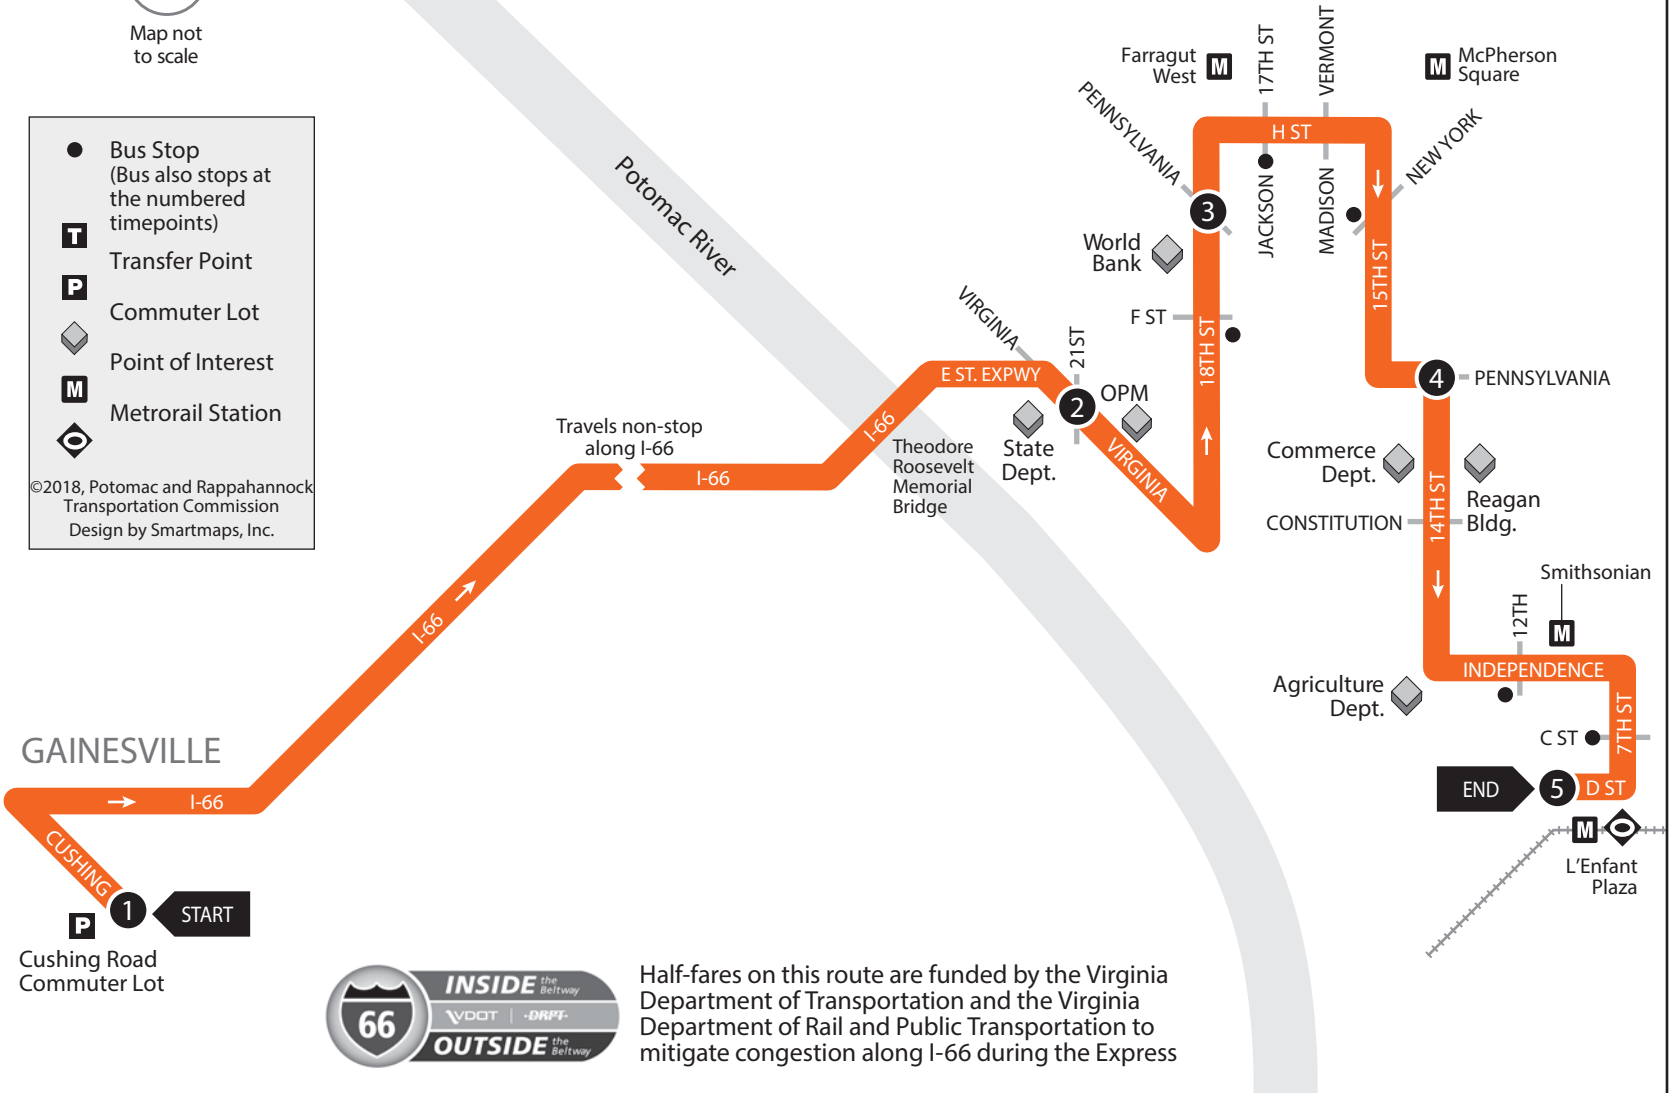 Map not
to scale
Bus Stop
(Bus also stops at
the numbered
timepoints)
T
Transfer Point
P
Commuter Lot
Point of Interest
M
Metrorail Station
©2018, Potomac and Rappahannock
Transportation Commission
Design by Smartmaps, Inc.
Potomac River
Farragut
West
M
17TH ST
VERMONT
M
McPherson
Square
PENNSYLVANIA
H ST
NEW YORK
3
JACKSON
MADISON
World
Bank
15TH ST
F ST
18TH ST
VIRGINIA
21ST
E ST. EXPWY
2
OPM
4
PENNSYLVANIA
State
Dept.
VIRGINIA
Travels non-stop
along I-66
I-66
I-66
Theodore
Roosevelt
Memorial
Bridge
Commerce
Dept.
14TH ST
Reagan
Bldg.
CONSTITUTION
Smithsonian
12TH
M
INDEPENDENCE
Agriculture
Dept.
7TH ST
C ST
END
5
D ST
M
L'Enfant
Plaza
I-66
GAINESVILLE
I-66
CUSHING
1
START
P
Cushing Road
Commuter Lot
66
INSIDE the Beltway
VDOT | DRPT
OUTSIDE the Beltway
Half-fares on this route are funded by the Virginia
Department of Transportation and the Virginia
Department of Rail and Public Transportation to
mitigate congestion along I-66 during the Express